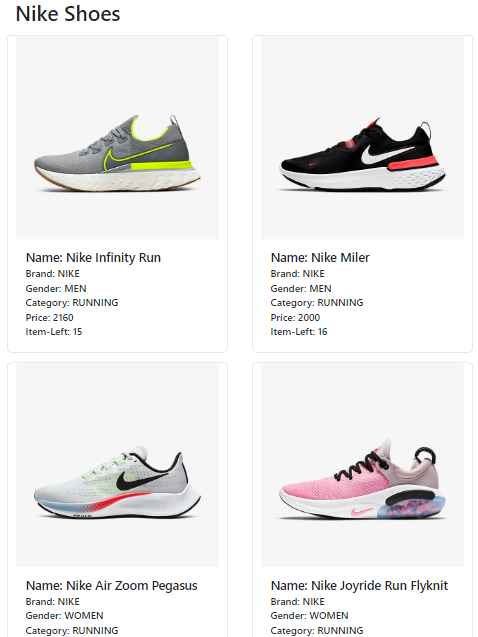 Nike Shoes
Name: Nike Infinity Run
Brand: NIKE
Gender: MEN
Category: RUNNING
Price: 2160
Item-Left: 15
Name: Nike Miler
Brand: NIKE
Gender: MEN
Category: RUNNING
Price: 2000
Item-Left: 16
Name: Nike Air Zoom Pegasus
Brand: NIKE
Gender: WOMEN
Category: RUNNING
Name: Nike Joyride Run Flyknit
Brand: NIKE
Gender: WOMEN
Category: RUNNING